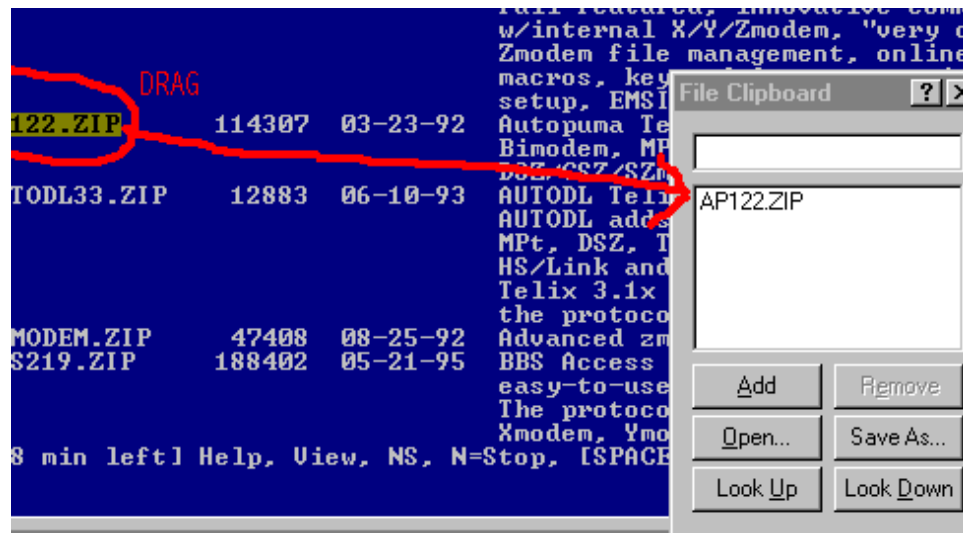 w/internal X/Y/Zmodem, "very
Zmodem file management, online
DRAG
macros, key
setup, EMSI
File Clipboard
122.ZIP 114307 03-23-92 Autopuma Te
Bimodem, MP
TODL33.ZIP 12883 06-10-93 AUTODL Teli
AP122.ZIP
AUTODL adds
MPt, DSZ, T
HS/Link and
Telix 3.1x
the protoco
MODEM.ZIP 47408 08-25-92 Advanced zm
S219.ZIP 188402 05-21-95 BBS Access
easy-to-use
The protoco
Xmodem, Ymo
8 min left] Help, View, NS, N=Stop, [SPACE
Add Remove
Open... Save As...
Look Up Look Down